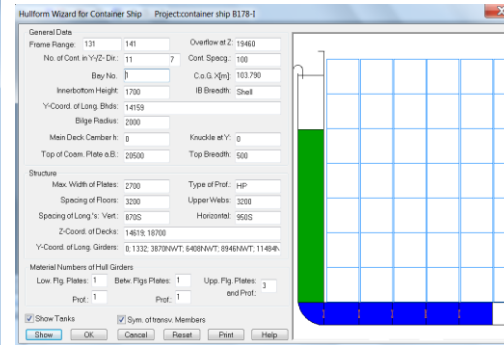 Hullform Wizard for Container Ship Project:container ship B178-I
General Data
Frame Range: 131 141 Overflow at Z: 19460
No. of Cont. in Y-/Z- Dir.: 11 7 Cont. Spacg.: 100
Bay No. 1 C.o.G. X[m]: 103.790
Innerbottom Height: 1700 IB Breadth: Shell
Y-Coord. of Long. Bhds: 14159
Bilge Radius: 2000
Main Deck Camber h: 0 Knuckle at Y: 0
Top of Coam. Plate a.B.: 20500 Top Breadth: 500
Structure
Max. Width of Plates: 2700 Type of Prof.: HP
Spacing of Floors: 3200 Upper Webs: 3200
Spacing of Long.'s: Vert.: 870S Horizontal: 950S
Z-Coord. of Decks: 14619; 18700
Y-Coord. of Long. Girders: 0; 1332; 3870NWT; 6408NWT; 8946NWT; 11484N
Material Numbers of Hull Girders
Low. Flg. Plates: 1 Betw. Flgs Plates: 1 Upp. Flg. Plates: 3
Prof.: 1 Prof.: 1 and Prof.:
Show Tanks Sym. of transv. Members
Show OK Cancel Reset Print Help